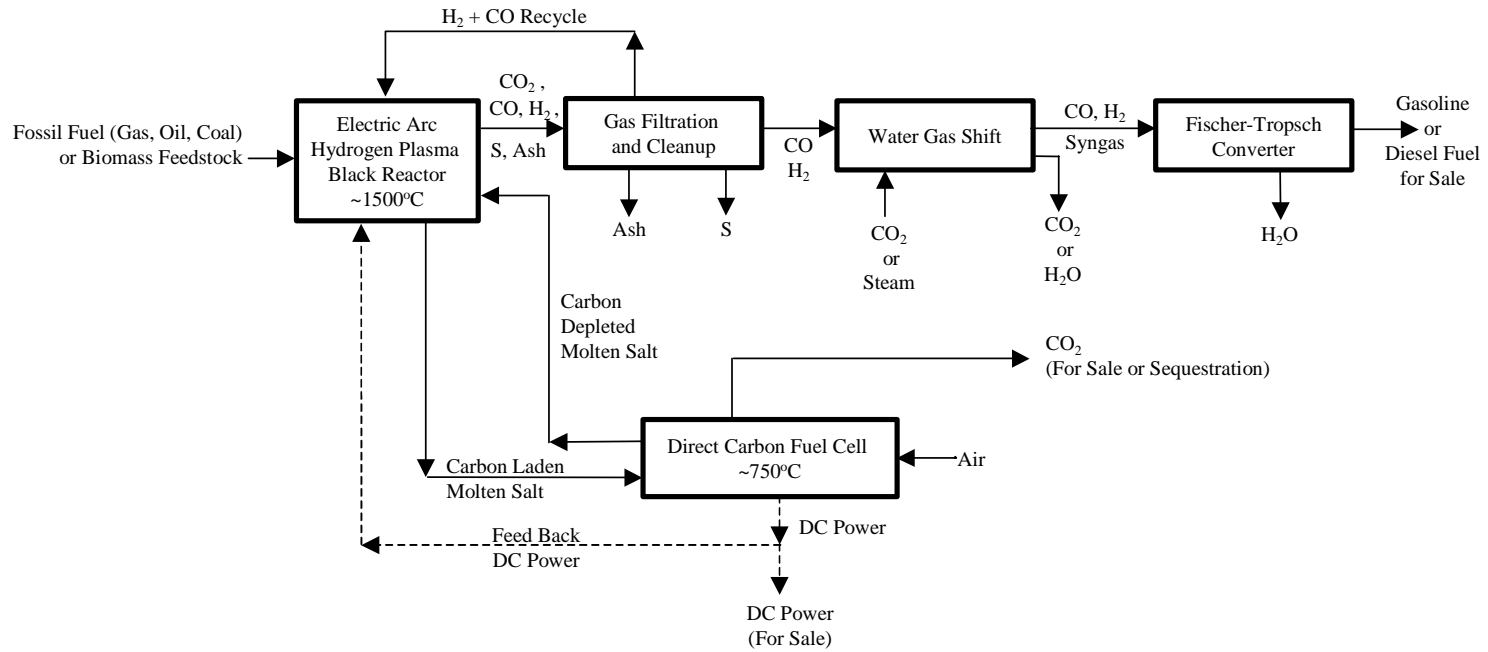 H₂ + CO Recycle
Fossil Fuel (Gas, Oil, Coal)
or Biomass Feedstock
Electric Arc
Hydrogen Plasma
Black Reactor
~1500°C
CO₂ ,
CO, H₂ ,
S, Ash
Gas Filtration
and Cleanup
Ash
S
CO
H₂
Water Gas Shift
CO₂
or
Steam
CO, H₂
Syngas
CO₂
or
H₂O
Fischer-Tropsch
Converter
H₂O
Gasoline
or
Diesel Fuel
for Sale
Carbon
Depleted
Molten Salt
CO₂
(For Sale or Sequestration)
Direct Carbon Fuel Cell
~750°C
Air
Carbon Laden
Molten Salt
DC Power
Feed Back
DC Power
DC Power
(For Sale)